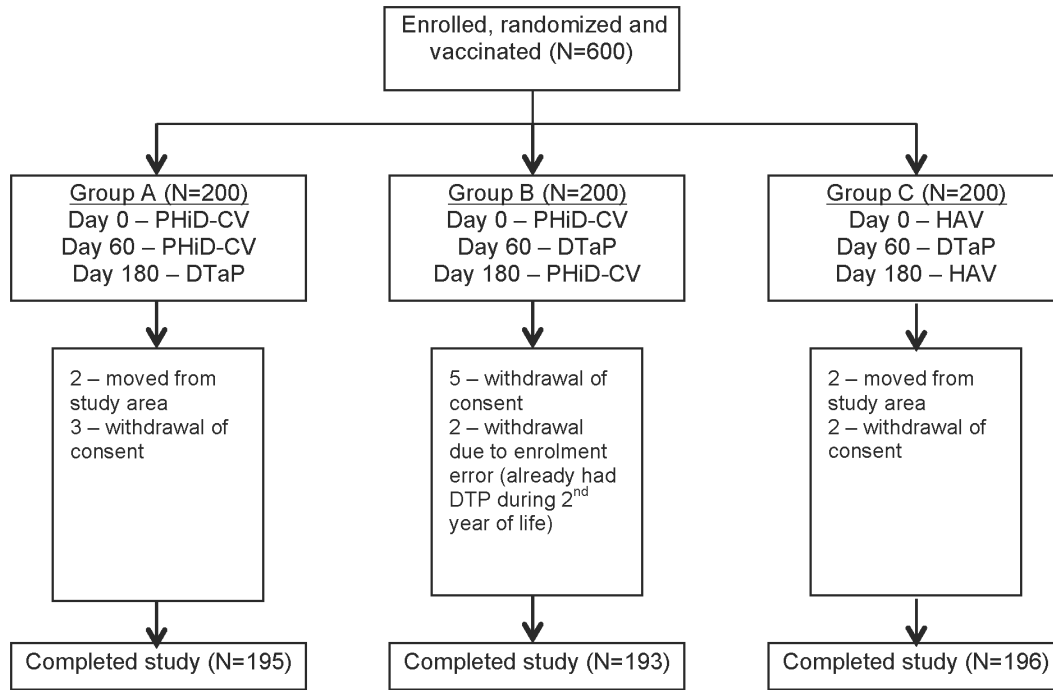 Enrolled, randomized and
vaccinated (N=600)
Group A (N=200)
Day 0 – PHiD-CV
Day 60 – PHiD-CV
Day 180 – DTaP
Group B (N=200)
Day 0 – PHiD-CV
Day 60 – DTaP
Day 180 – PHiD-CV
Group C (N=200)
Day 0 – HAV
Day 60 – DTaP
Day 180 – HAV
2 – moved from
study area
3 – withdrawal of
consent
5 – withdrawal of
consent
2 – withdrawal
due to enrolment
error (already had
DTP during 2nd
year of life)
2 – moved from
study area
2 – withdrawal of
consent
Completed study (N=195)
Completed study (N=193)
Completed study (N=196)